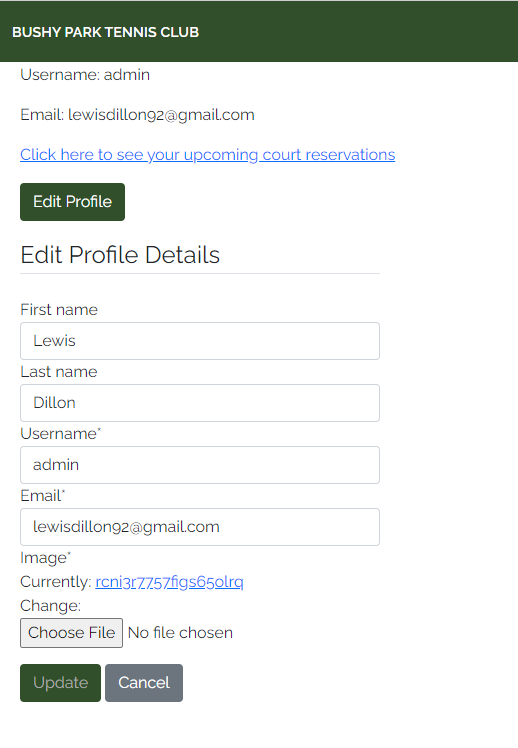 BUSHY PARK TENNIS CLUB
Username: admin
Email: lewisdillon92@gmail.com
Click here to see your upcoming court reservations
Edit Profile
Edit Profile Details
First name
Lewis
Last name
Dillon
Username*
admin
Email*
lewisdillon92@gmail.com
Image*
Currently: rcni3r7757figs65olrq
Change:
Choose File No file chosen
Update Cancel